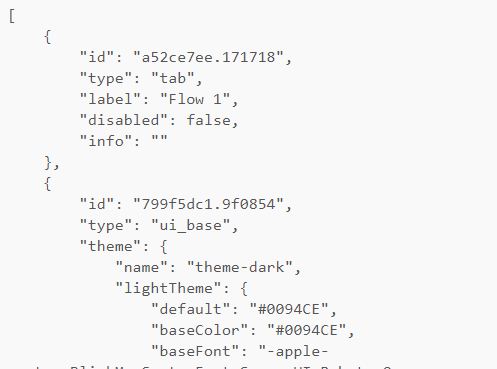 [
    {
        "id": "a52ce7ee.171718",
        "type": "tab",
        "label": "Flow 1",
        "disabled": false,
        "info": ""
    },
    {
        "id": "799f5dc1.9f0854",
        "type": "ui_base",
        "theme": {
            "name": "theme-dark",
            "lightTheme": {
                "default": "#0094CE",
                "baseColor": "#0094CE",
                "baseFont": "-apple-